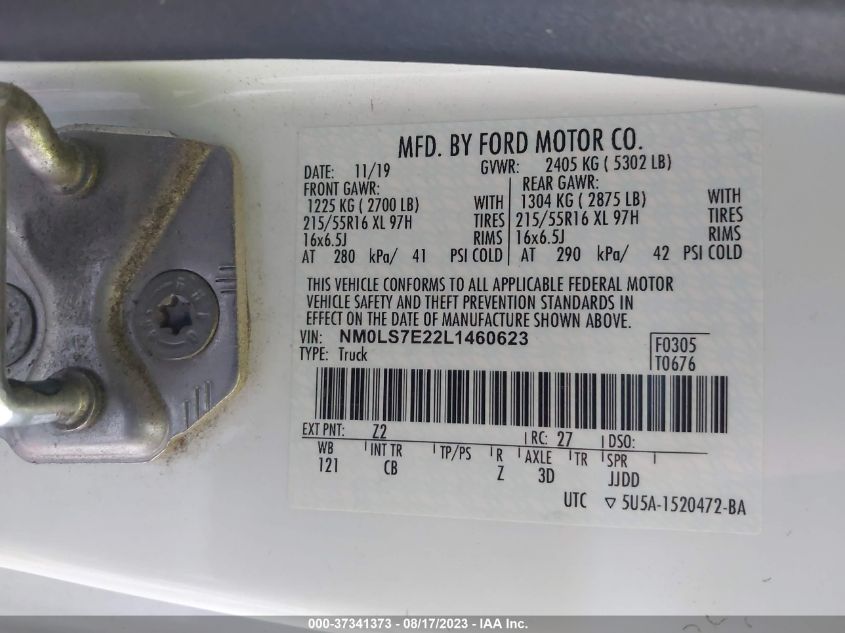 MFD. BY FORD MOTOR CO.
DATE: 11/19 GVWR: 2405 KG ( 5302 LB)
FRONT GAWR: REAR GAWR:
1225 KG ( 2700 LB) WITH 1304 KG ( 2875 LB) WITH
215/55R16 XL 97H TIRES 215/55R16 XL 97H TIRES
16x6.5J RIMS 16x6.5J RIMS
AT 280 kPa/ 41 PSI COLD AT 290 kPa/ 42 PSI COLD
THIS VEHICLE CONFORMS TO ALL APPLICABLE FEDERAL MOTOR
VEHICLE SAFETY AND THEFT PREVENTION STANDARDS IN
EFFECT ON THE DATE OF MANUFACTURE SHOWN ABOVE.
VIN: NM0LS7E22L1460623 F0305
TYPE: Truck T0676
EXT PNT: Z2 RC: 27 DSO:
WB INT TR TP/PS R AXLE TR SPR
121 CB Z 3D JJDD
UTC ▽ 5U5A-1520472-BA
000-37341373 - 08/17/2023 - IAA Inc.